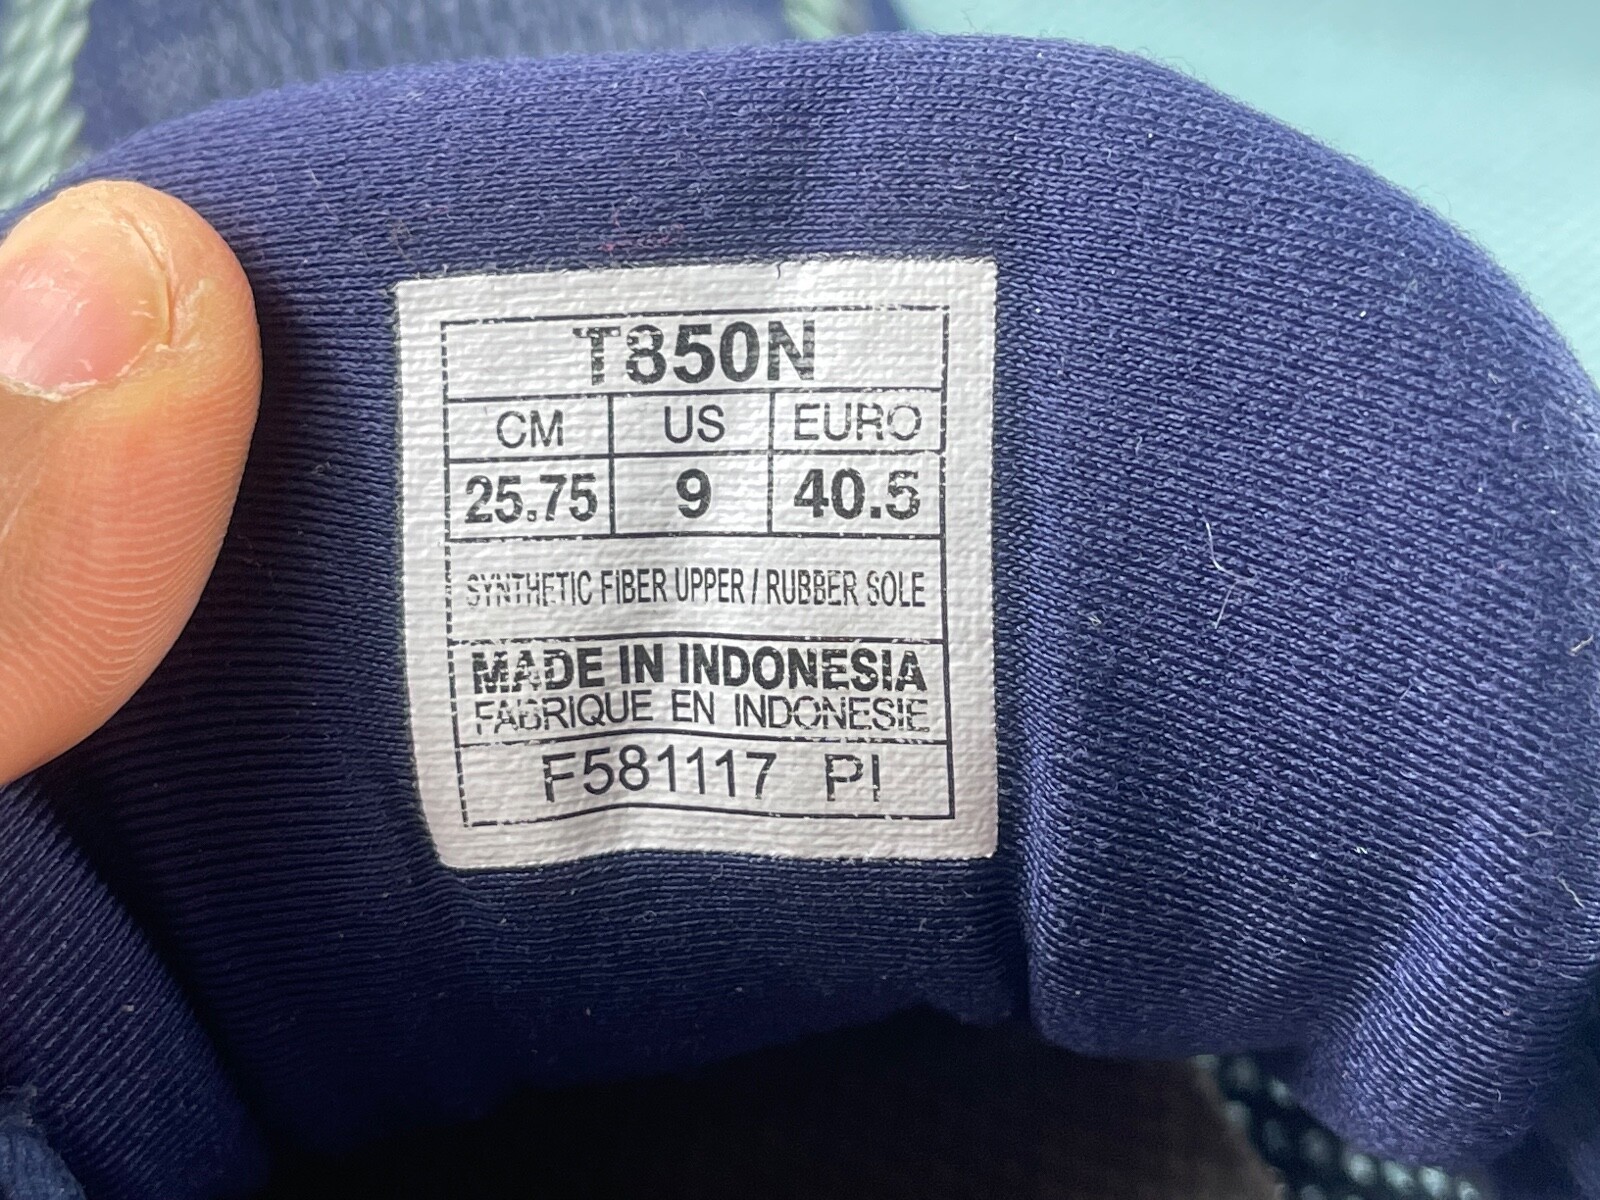 T850N
CM US EURO
25.75 9 40.5
SYNTHETIC FIBER UPPER / RUBBER SOLE
MADE IN INDONESIA
FABRIQUE EN INDONESIE
F581117 PI